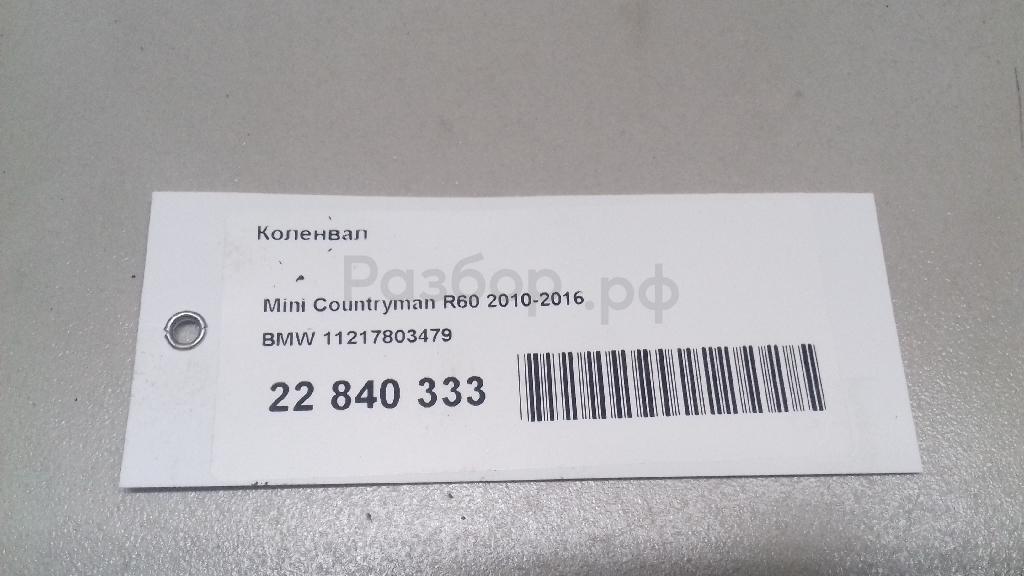 Коленвал
Разбор.рф
Mini Countryman R60 2010-2016
BMW 11217803479
22 840 333